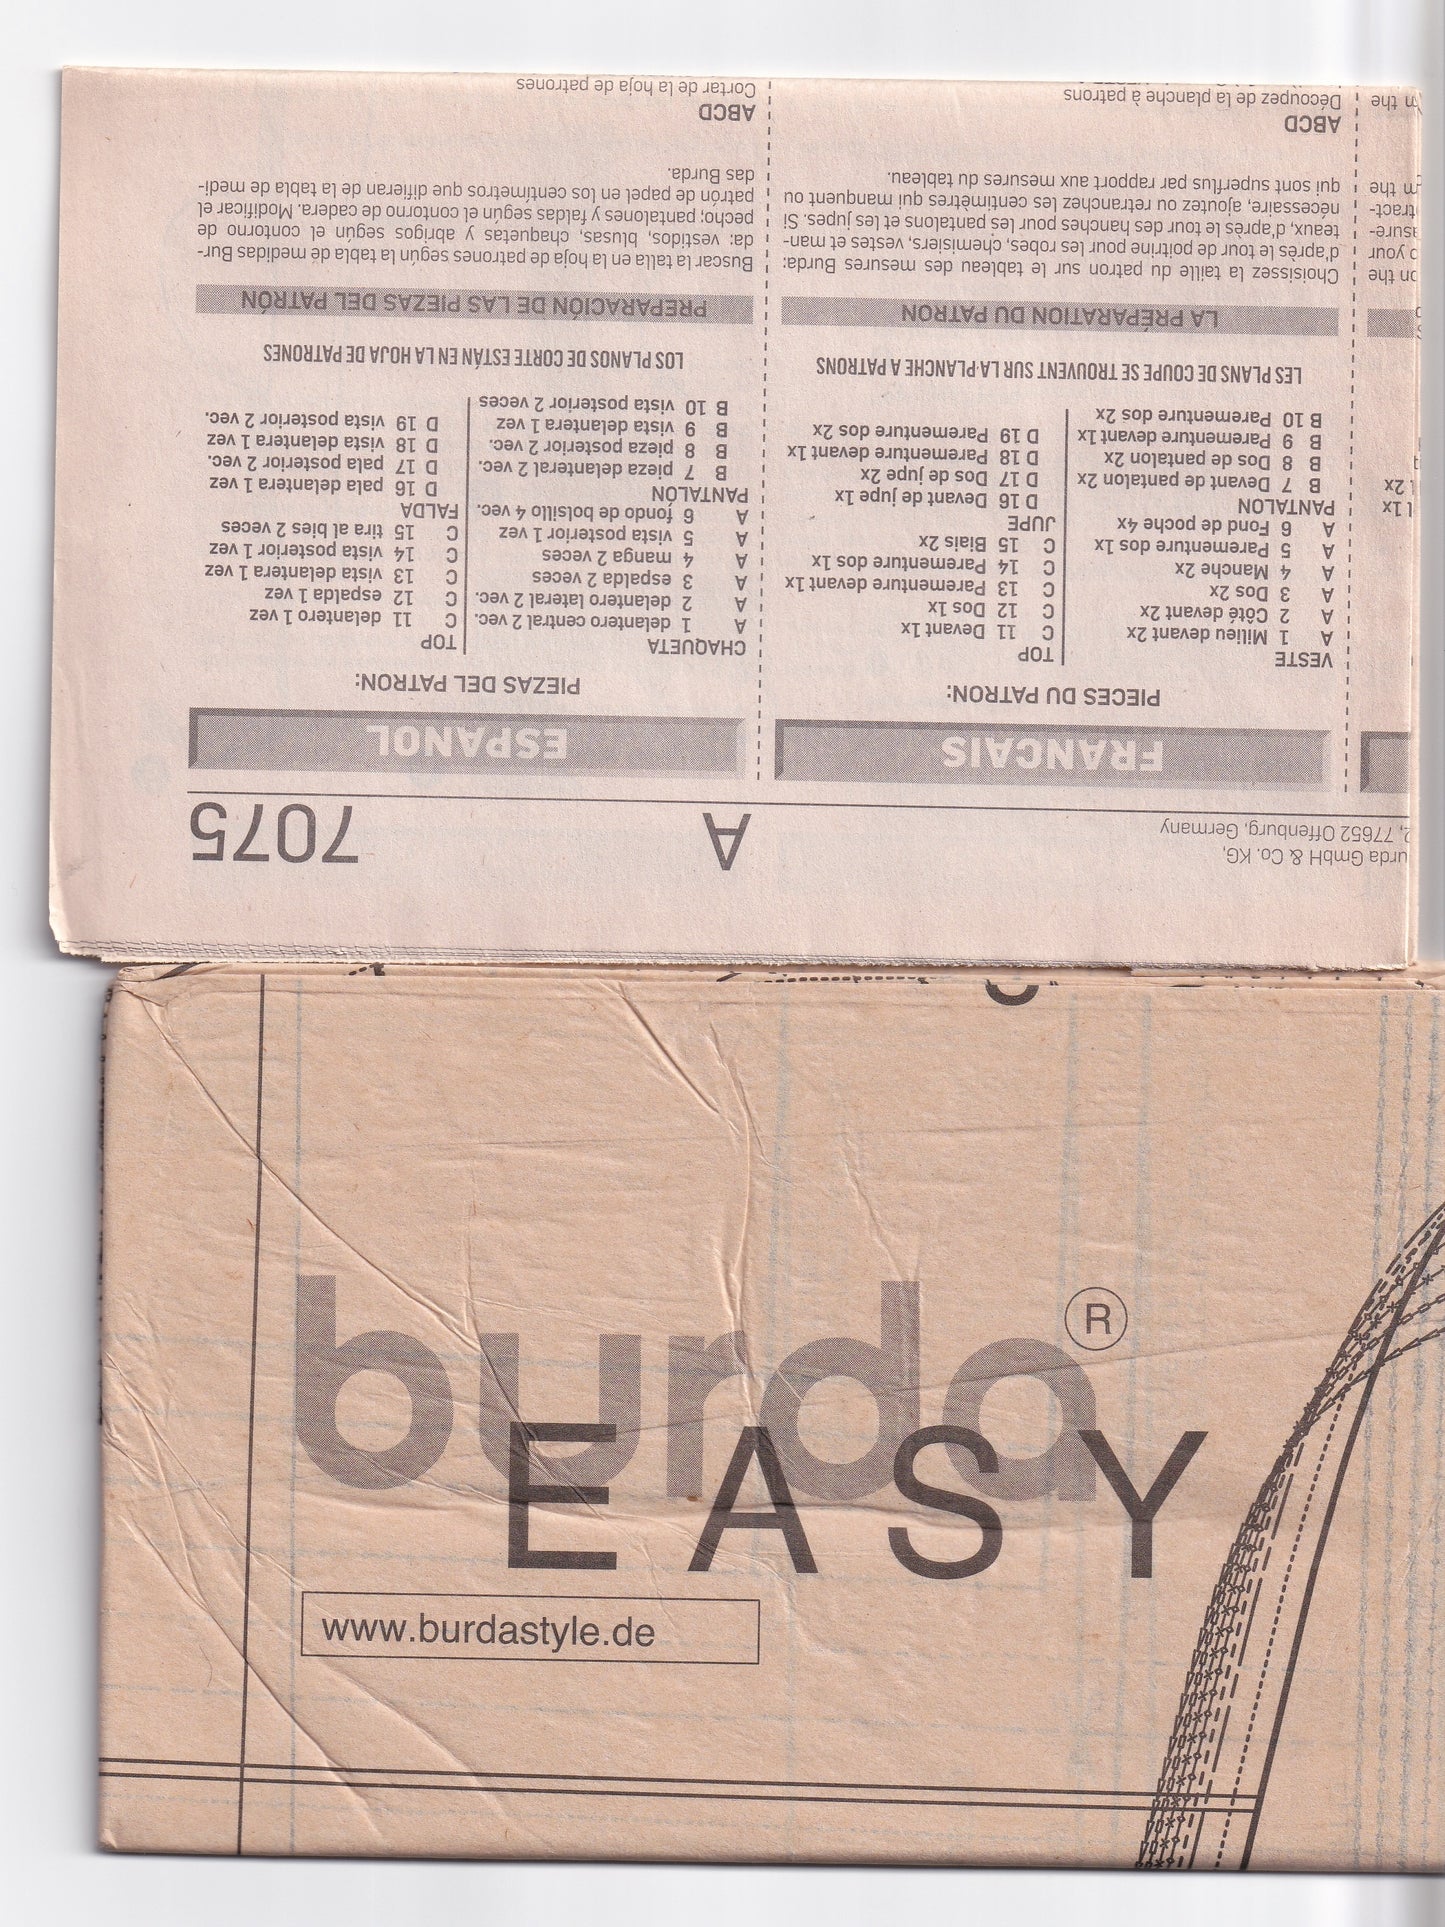 urda GmbH & Co. KG,
2, 77652 Offenburg, Germany
A
7075
FRANCAIS
PIECES DU PATRON:
VESTE
A 1 Milieu devant 2x
A 2 Côté devant 2x
A 3 Dos 2x
A 4 Manche 2x
A 5 Parementure dos 1x
A 6 Fond de poche 4x
PANTALON
B 7 Devant de pantalon 2x
B 8 Dos de pantalon 2x
B 9 Parementure devant 1x
B 10 Parementure dos 2x
TOP
C 11 Devant 1x
C 12 Dos 1x
C 13 Parementure devant 1x
C 14 Parementure dos 1x
C 15 Biais 2x
JUPE
D 16 Devant de jupe 1x
D 17 Dos de jupe 2x
D 18 Parementure devant 1x
D 19 Parementure dos 2x
LES PLANS DE COUPE SE TROUVENT SUR LA PLANCHE A PATRONS
LA PRÉPARATION DU PATRON
Choisissez la taille du patron sur le tableau des mesures Burda:
d'après le tour de poitrine pour les robes, chemisiers, vestes et man-
teaux, d'après le tour des hanches pour les pantalons et les jupes. Si
nécessaire, ajoutez ou retranchez les centimètres qui manquent ou
qui sont superflus par rapport aux mesures du tableau.
ABCD
Découpez de la planche à patrons
ESPANOL
PIEZAS DEL PATRON:
CHAQUETA
A 1 delantero central 2 vec.
A 2 delantero lateral 2 vec.
A 3 espalda 2 veces
A 4 manga 2 veces
A 5 vista posterior 1 vez
A 6 fondo de bolsillo 4 vec.
PANTALÓN
B 7 pieza delantera 2 vec.
B 8 pieza posterior 2 vec.
B 9 vista delantera 1 vez
B 10 vista posterior 2 veces
TOP
C 11 delantero 1 vez
C 12 espalda 1 vez
C 13 vista delantera 1 vez
C 14 vista posterior 1 vez
C 15 tira al bies 2 veces
FALDA
D 16 pala delantera 1 vez
D 17 pala posterior 2 vec.
D 18 vista delantera 1 vez
D 19 vista posterior 2 vec.
LOS PLANOS DE CORTE ESTÁN EN LA HOJA DE PATRONES
PREPARACIÓN DE LAS PIEZAS DEL PATRÓN
Buscar la talla en la hoja de patrones según la tabla de medidas Bur-
da: vestidos, blusas, chaquetas y abrigos según el contorno de
pecho; pantalones y faldas según el contorno de cadera. Modificar el
patrón de papel en los centímetros que difieran de la tabla de medi-
das Burda.
ABCD
Cortar de la hoja de patrones
burda®
EASY
www.burdastyle.de